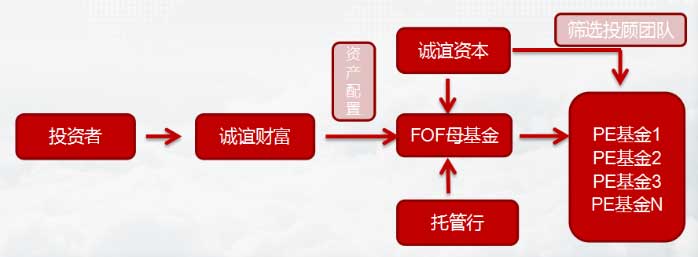 筛选投顾团队
诚谊资本
资
产
配
置
投资者
诚谊财富
FOF母基金
PE基金1
PE基金2
PE基金3
PE基金N
托管行